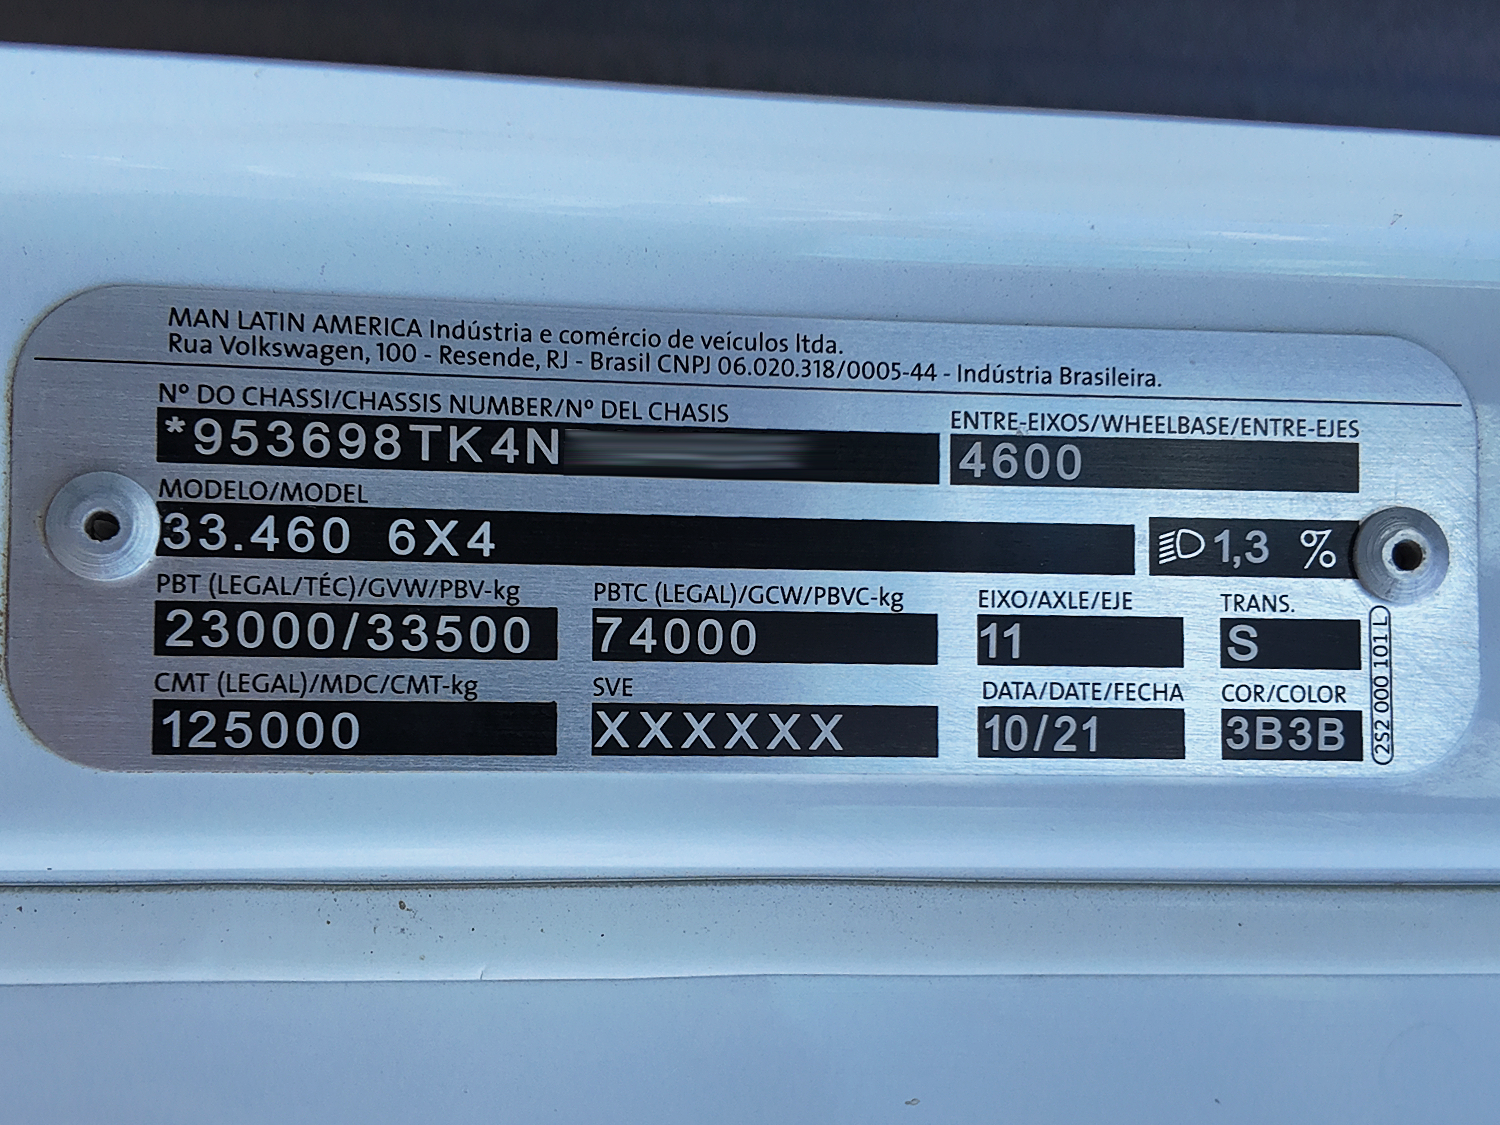 MAN LATIN AMERICA Indústria e comércio de veículos ltda.
Rua Volkswagen, 100 - Resende, RJ - Brasil CNPJ 06.020.318/0005-44 - Indústria Brasileira.
Nº DO CHASSI/CHASSIS NUMBER/Nº DEL CHASIS
*953698TK4N
ENTRE-EIXOS/WHEELBASE/ENTRE-EJES
4600
MODELO/MODEL
33.460 6X4
1,3 %
PBT (LEGAL/TÉC)/GVW/PBV-kg
23000/33500
PBTC (LEGAL)/GCW/PBVC-kg
74000
EIXO/AXLE/EJE
11
TRANS.
S
CMT (LEGAL)/MDC/CMT-kg
125000
SVE
XXXXXX
DATA/DATE/FECHA
10/21
COR/COLOR
3B3B
2S2 000 101 L